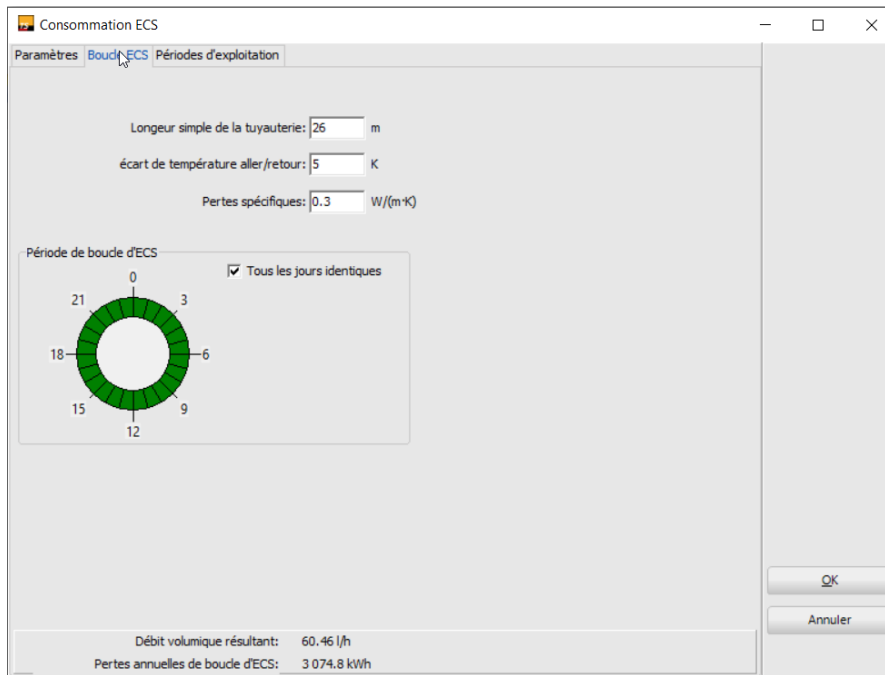 Consommation ECS
Paramètres Boucle ECS Périodes d'exploitation
Longeur simple de la tuyauterie: 26 m
écart de température aller/retour: 5 K
Pertes spécifiques: 0.3 W/(m·K)
Période de boucle d'ECS
Tous les jours identiques
0
21 3
18 6
15 9
12
OK
Annuler
Débit volumique résultant: 60.46 l/h
Pertes annuelles de boucle d'ECS: 3 074.8 kWh